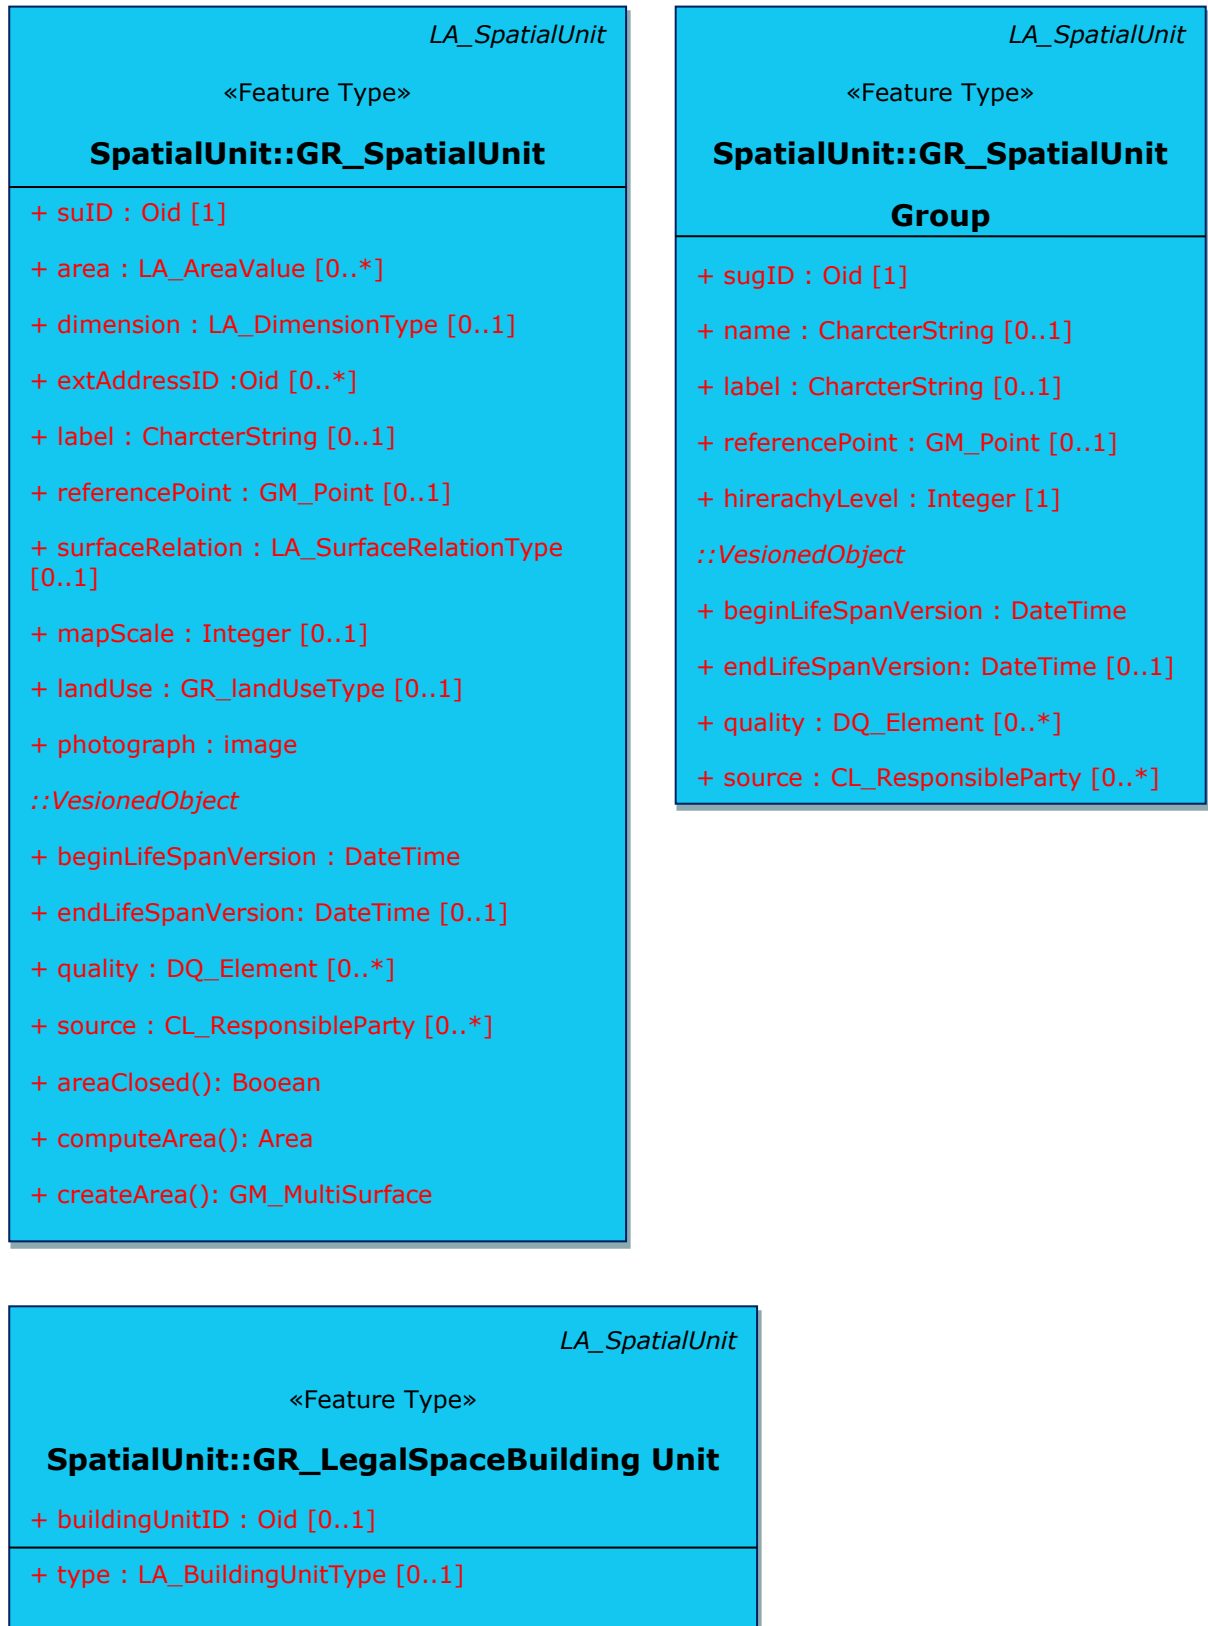 LA_SpatialUnit
«Feature Type»
SpatialUnit::GR_SpatialUnit
+ suID : Oid [1]
+ area : LA_AreaValue [0..*]
+ dimension : LA_DimensionType [0..1]
+ extAddressID :Oid [0..*]
+ label : CharcterString [0..1]
+ referencePoint : GM_Point [0..1]
+ surfaceRelation : LA_SurfaceRelationType
[0..1]
+ mapScale : Integer [0..1]
+ landUse : GR_landUseType [0..1]
+ photograph : image
::VesionedObject
+ beginLifeSpanVersion : DateTime
+ endLifeSpanVersion: DateTime [0..1]
+ quality : DQ_Element [0..*]
+ source : CL_ResponsibleParty [0..*]
+ areaClosed(): Booean
+ computeArea(): Area
+ createArea(): GM_MultiSurface
LA_SpatialUnit
«Feature Type»
SpatialUnit::GR_SpatialUnit
Group
+ sugID : Oid [1]
+ name : CharcterString [0..1]
+ label : CharcterString [0..1]
+ referencePoint : GM_Point [0..1]
+ hirerachyLevel : Integer [1]
::VesionedObject
+ beginLifeSpanVersion : DateTime
+ endLifeSpanVersion: DateTime [0..1]
+ quality : DQ_Element [0..*]
+ source : CL_ResponsibleParty [0..*]
LA_SpatialUnit
«Feature Type»
SpatialUnit::GR_LegalSpaceBuilding Unit
+ buildingUnitID : Oid [0..1]
+ type : LA_BuildingUnitType [0..1]